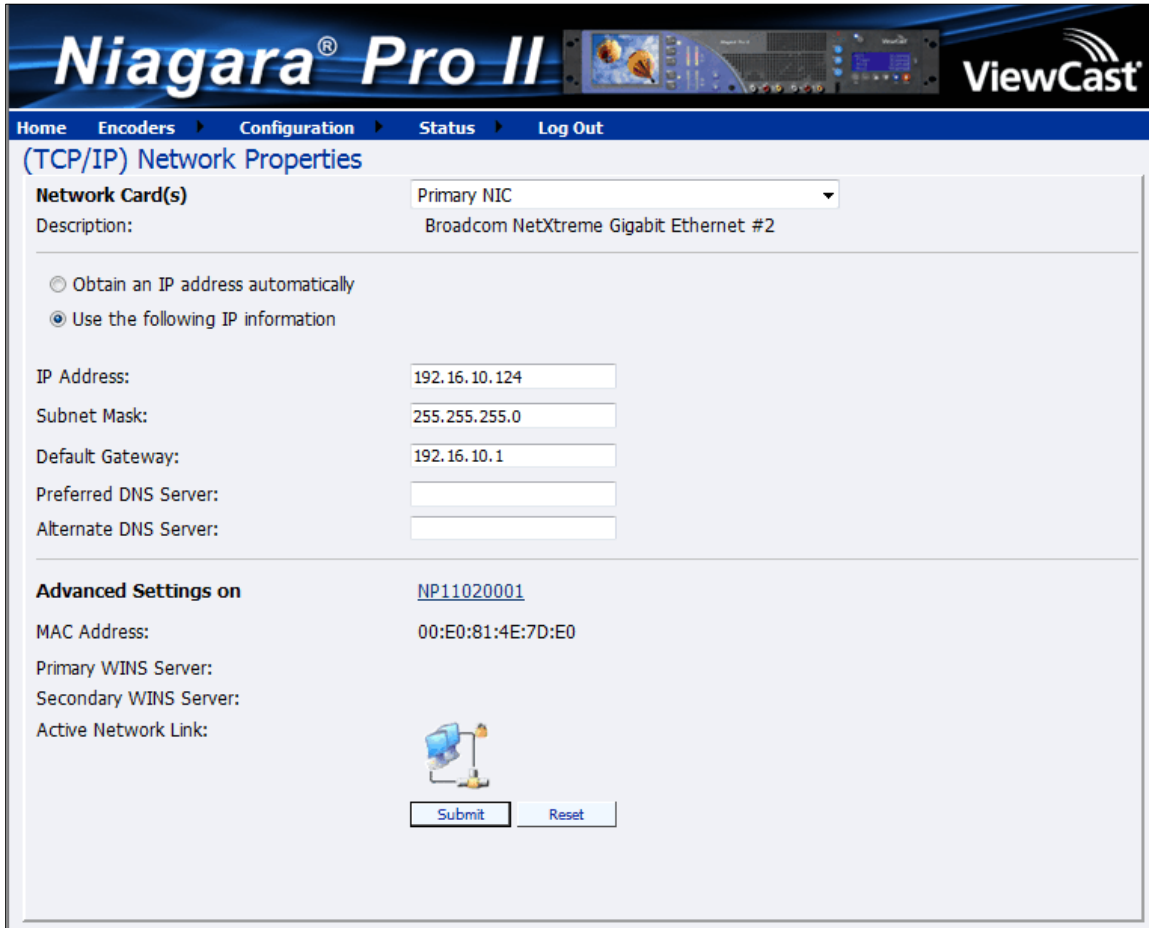 Niagara® Pro II
ViewCast
Home Encoders Configuration Status Log Out
(TCP/IP) Network Properties
Network Card(s) Primary NIC
Description: Broadcom NetXtreme Gigabit Ethernet #2
Obtain an IP address automatically
Use the following IP information
IP Address: 192.16.10.124
Subnet Mask: 255.255.255.0
Default Gateway: 192.16.10.1
Preferred DNS Server:
Alternate DNS Server:
Advanced Settings on NP11020001
MAC Address: 00:E0:81:4E:7D:E0
Primary WINS Server:
Secondary WINS Server:
Active Network Link:
Submit Reset